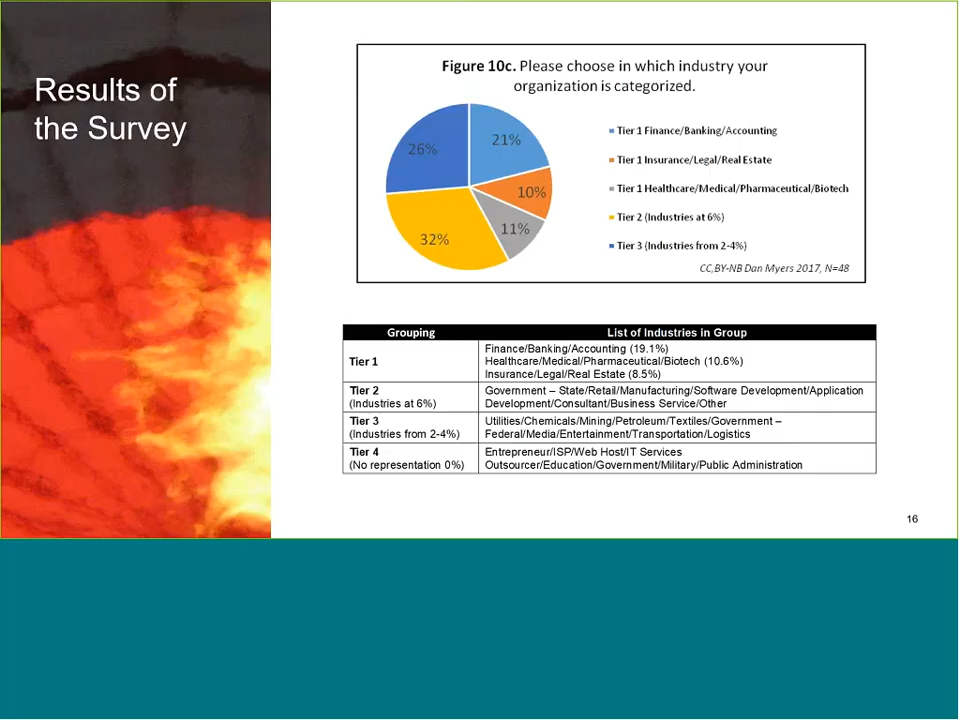 Results of
the Survey
Figure 10c. Please choose in which industry your
organization is categorized.
21%
10%
11%
32%
26%
Tier 1 Finance/Banking/Accounting
Tier 1 Insurance/Legal/Real Estate
Tier 1 Healthcare/Medical/Pharmaceutical/Biotech
Tier 2 (Industries at 6%)
Tier 3 (Industries from 2-4%)
CC,BY-NB Dan Myers 2017, N=48
Grouping List of Industries in Group
Tier 1
Finance/Banking/Accounting (19.1%)
Healthcare/Medical/Pharmaceutical/Biotech (10.6%)
Insurance/Legal/Real Estate (8.5%)
Tier 2
(Industries at 6%)
Government – State/Retail/Manufacturing/Software Development/Application
Development/Consultant/Business Service/Other
Tier 3
(Industries from 2-4%)
Utilities/Chemicals/Mining/Petroleum/Textiles/Government –
Federal/Media/Entertainment/Transportation/Logistics
Tier 4
(No representation 0%)
Entrepreneur/ISP/Web Host/IT Services
Outsourcer/Education/Government/Military/Public Administration
16